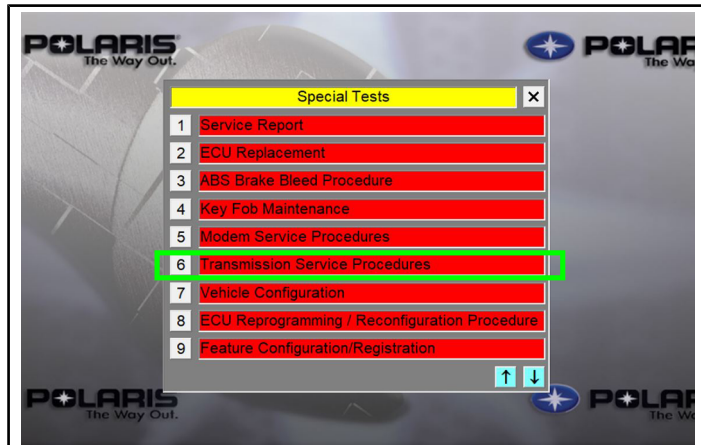 POLARIS
The Way Out.
POLAR
The Wa
Special Tests
1 Service Report
2 ECU Replacement
3 ABS Brake Bleed Procedure
4 Key Fob Maintenance
5 Modem Service Procedures
6 Transmission Service Procedures
7 Vehicle Configuration
8 ECU Reprogramming / Reconfiguration Procedure
9 Feature Configuration/Registration
POLARIS
The Way Out.
POLAR
The Wa